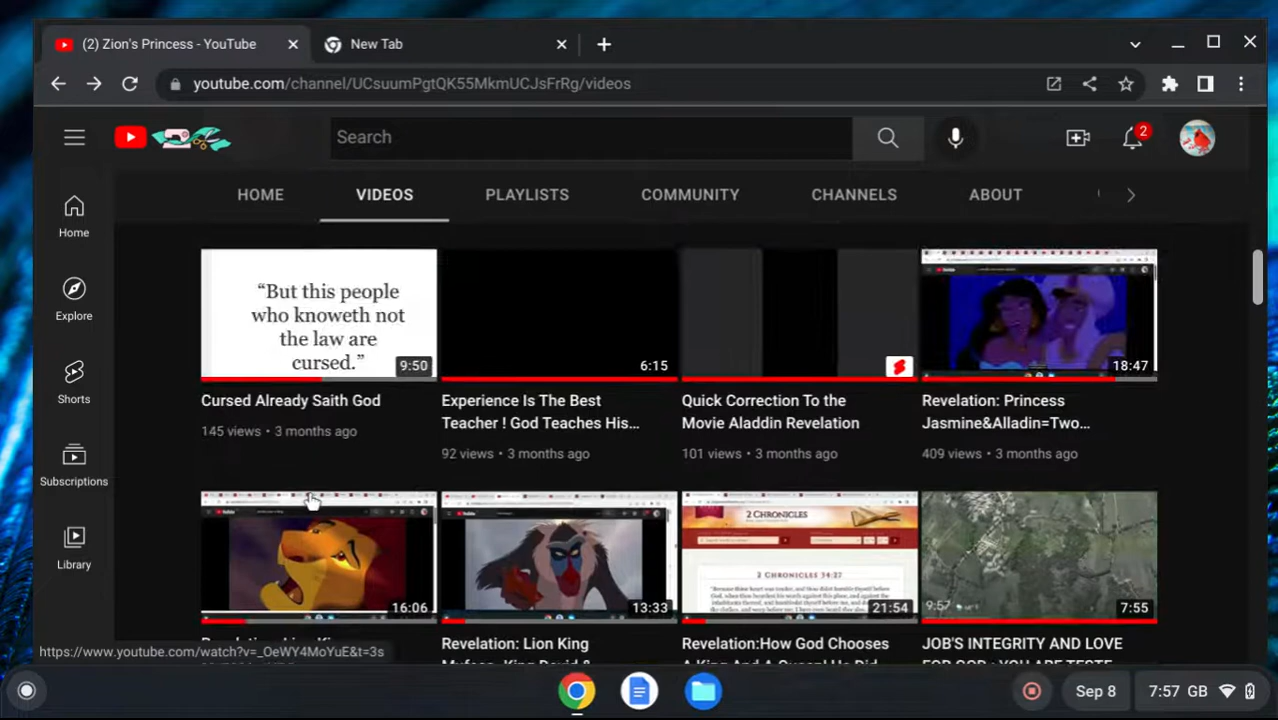 (2) Zion's Princess - YouTube
New Tab
youtube.com/channel/UCsuumPgtQK55MkmUCJsFrRg/videos
Search
2
HOME
VIDEOS
PLAYLISTS
COMMUNITY
CHANNELS
ABOUT
Home
Explore
Shorts
Subscriptions
Library
“But this people
who knoweth not
the law are
cursed.”
9:50
Cursed Already Saith God
145 views • 3 months ago
6:15
Experience Is The Best
Teacher ! God Teaches His...
92 views • 3 months ago
Quick Correction To the
Movie Aladdin Revelation
101 views • 3 months ago
18:47
Revelation: Princess
Jasmine&Alladin=Two...
409 views • 3 months ago
16:06
13:33
Revelation: Lion King
2 CHRONICLES
2 CHRONICLES 34:27
21:54
Revelation:How God Chooses
9:57
7:55
JOB'S INTEGRITY AND LOVE
https://www.youtube.com/watch?v=_OeWY4MoYuE&t=3s
Sep 8
7:57 GB